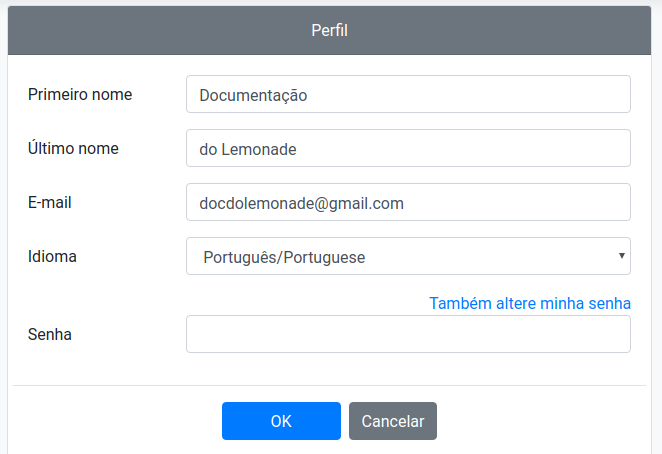 Perfil
Primeiro nome Documentação
Último nome do Lemonade
E-mail docdolemonade@gmail.com
Idioma Português/Portuguese
Também altere minha senha
Senha
OK Cancelar